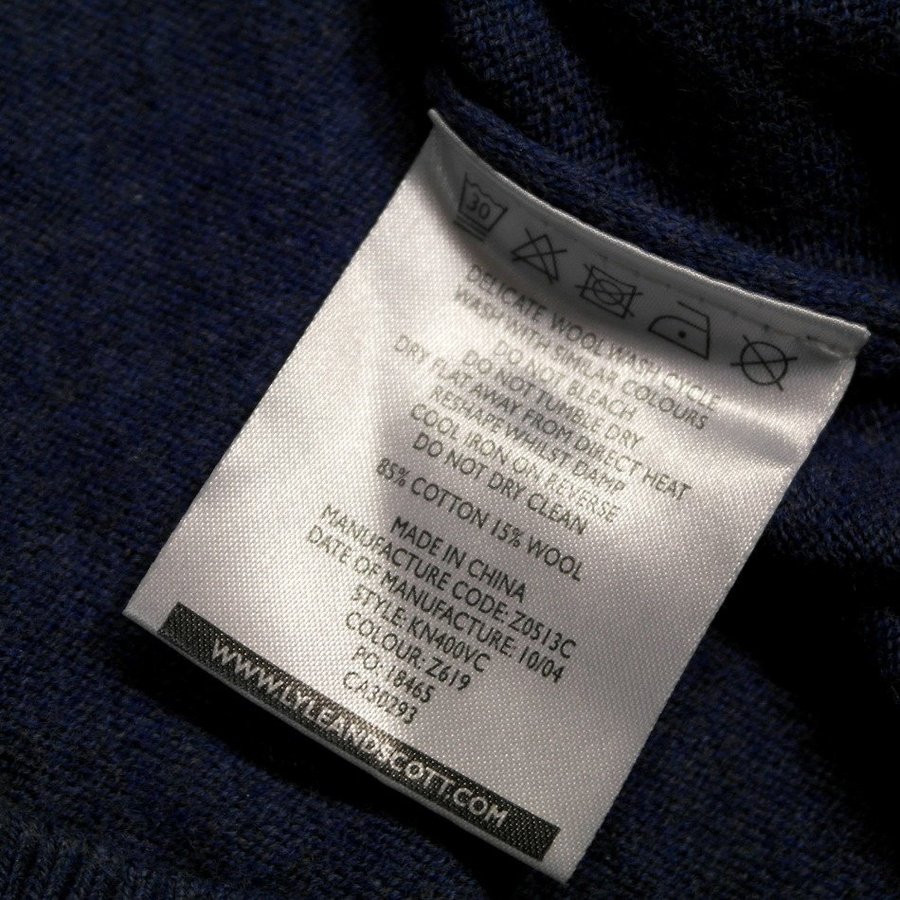 30
DELICATE WOOL WASH CYCLE
WASH WITH SIMILAR COLOURS
DO NOT BLEACH
DO NOT TUMBLE DRY
DRY FLAT AWAY FROM DIRECT HEAT
RESHAPE WHILST DAMP
COOL IRON ON REVERSE
DO NOT DRY CLEAN
85% COTTON 15% WOOL
MADE IN CHINA
MANUFACTURE CODE: Z0513C
DATE OF MANUFACTURE: 10/04
STYLE: KN400VC
COLOUR: Z619
PO: 18465
CA30293
WWW.LYLEANDSCOTT.COM